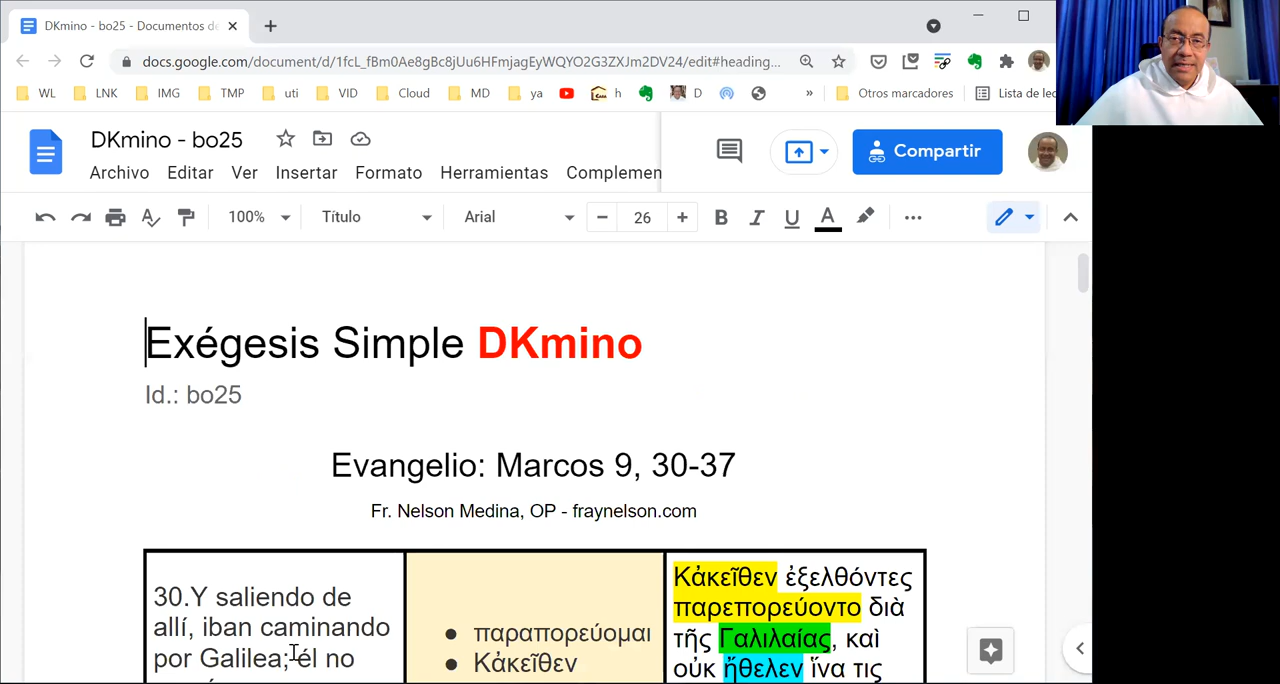 DKmino - bo25 - Documentos de
docs.google.com/document/d/1fcL_fBm0Ae8gBc8jUu6HFmjagEyWQYO2G3ZXJm2DV24/edit#heading...
WL LNK IMG TMP uti VID Cloud MD ya h D » Otros marcadores Lista de lec
DKmino - bo25
Archivo Editar Ver Insertar Formato Herramientas Complemen
Compartir
100% Título Arial 26 B I U A
Exégesis Simple DKmino
Id.: bo25
Evangelio: Marcos 9, 30-37
Fr. Nelson Medina, OP - fraynelson.com
30.Y saliendo de
allí, iban caminando
por Galilea; él no
● παραπορεύομαι
● Κἀκεῖθεν
Κἀκεῖθεν ἐξελθόντες
παρεπορεύοντο διὰ
τῆς Γαλιλαίας, καὶ
οὐκ ἤθελεν ἵνα τις